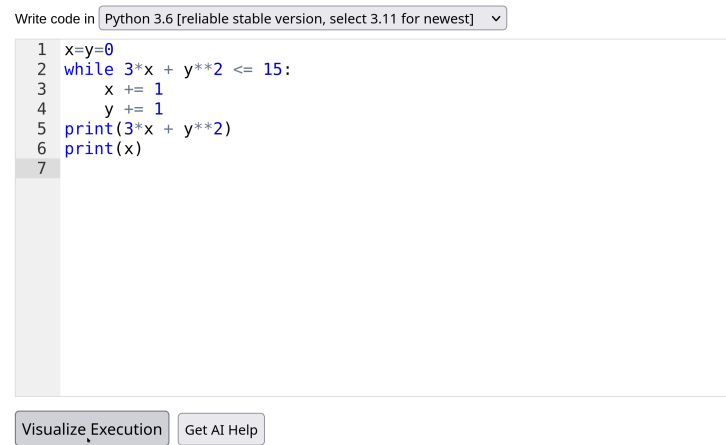 Write code in Python 3.6 [reliable stable version, select 3.11 for newest]
1 x=y=0
2 while 3*x + y**2 <= 15:
3     x += 1
4     y += 1
5 print(3*x + y**2)
6 print(x)
7
Visualize Execution Get AI Help